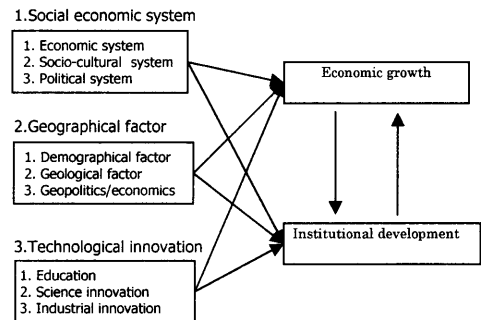 1.Social economic system
1. Economic system
2. Socio-cultural system
3. Political system
Economic growth
2.Geographical factor
1. Demographical factor
2. Geological factor
3. Geopolitics/economics
Institutional development
3.Technological innovation
1. Education
2. Science innovation
3. Industrial innovation